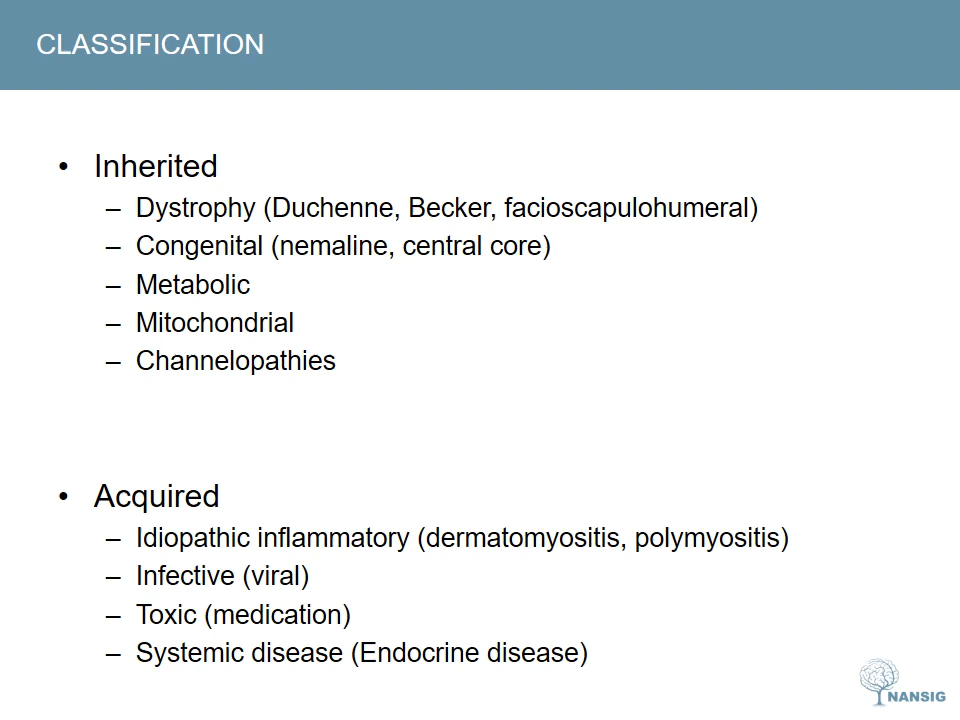 CLASSIFICATION
• Inherited
– Dystrophy (Duchenne, Becker, facioscapulohumeral)
– Congenital (nemaline, central core)
– Metabolic
– Mitochondrial
– Channelopathies
• Acquired
– Idiopathic inflammatory (dermatomyositis, polymyositis)
– Infective (viral)
– Toxic (medication)
– Systemic disease (Endocrine disease)
NANSIG